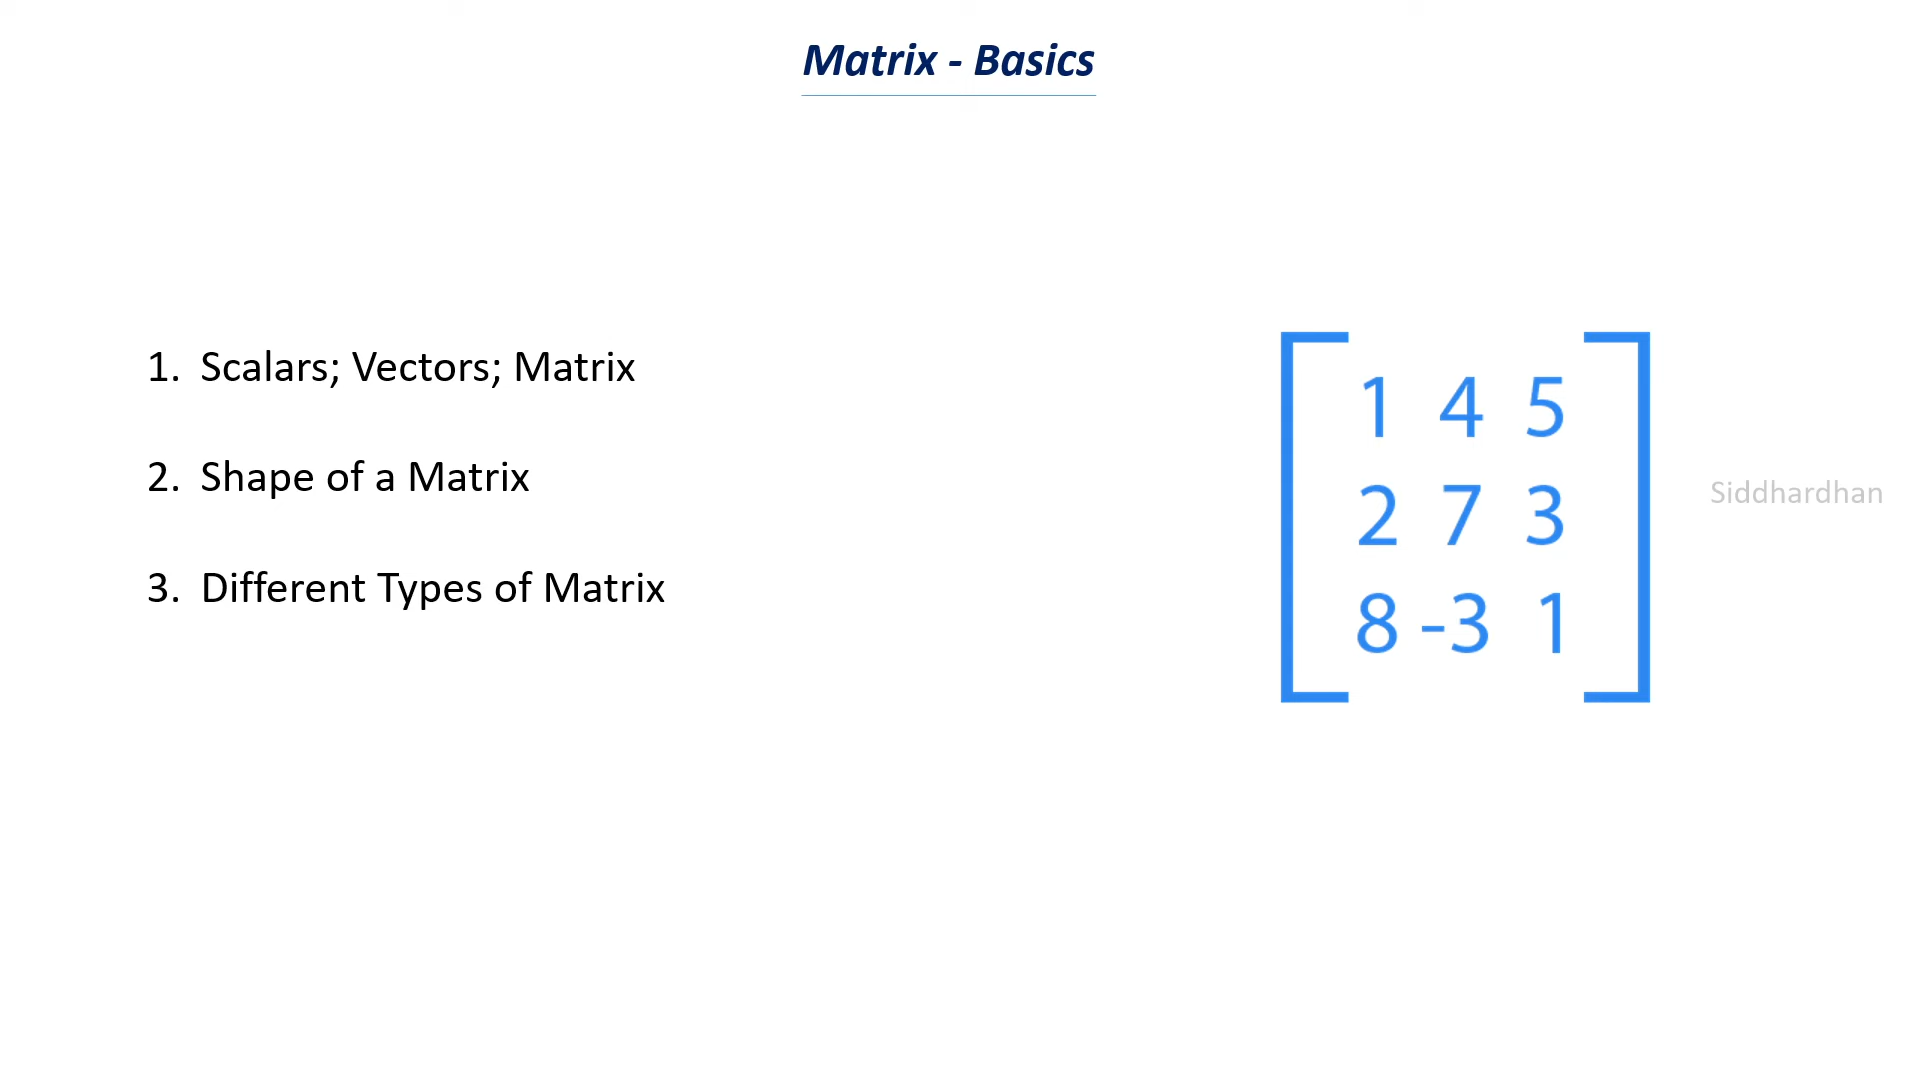 Matrix - Basics
1. Scalars; Vectors; Matrix
2. Shape of a Matrix
3. Different Types of Matrix
1 4 5
2 7 3
8 -3 1
Siddhardhan